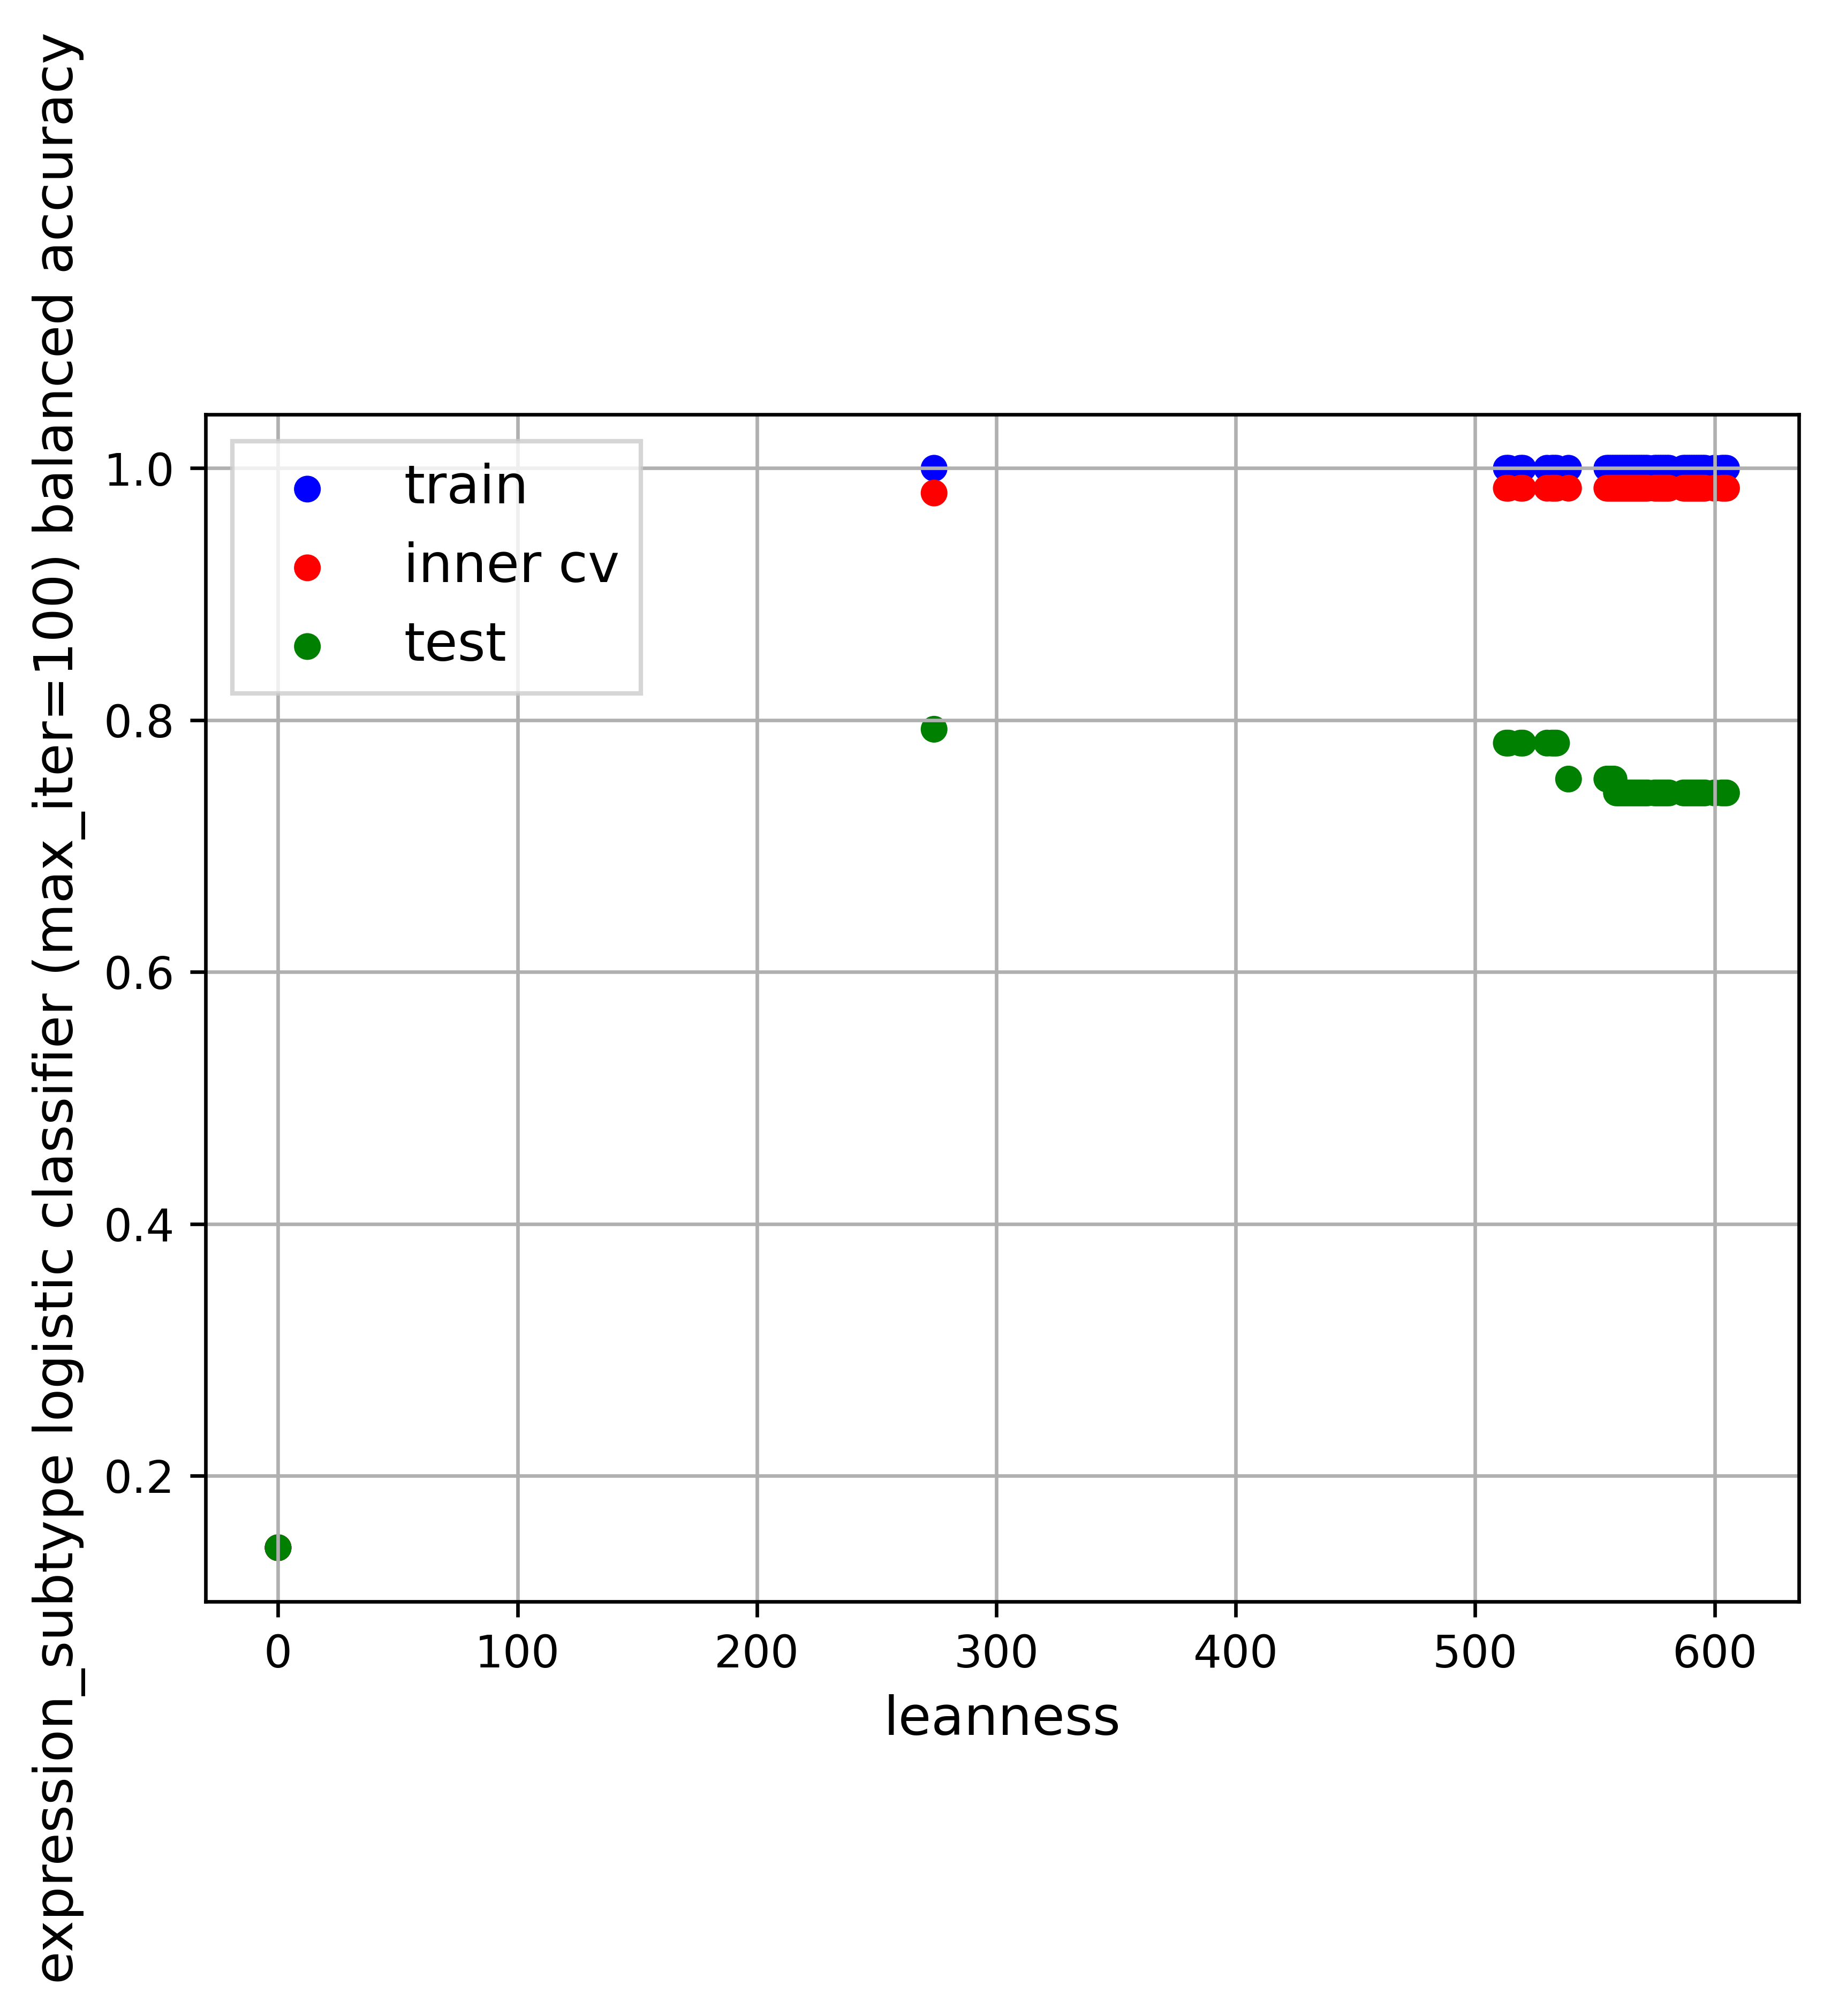 expression_subtype logistic classifier (max_iter=100) balanced accuracy
train
inner cv
test
1.0
0.8
0.6
0.4
0.2
0 100 200 300 400 500 600
leanness